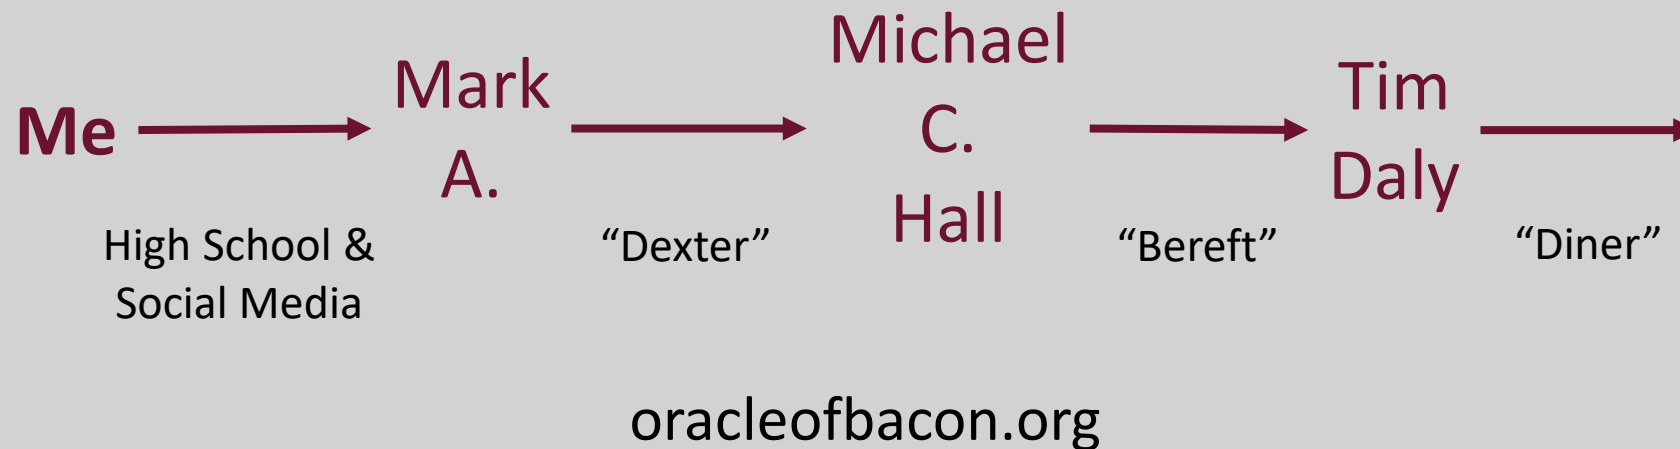 Me
Mark
A.
Michael
C.
Hall
Tim
Daly
High School &
Social Media
“Dexter”
“Bereft”
“Diner”
oracleofbacon.org